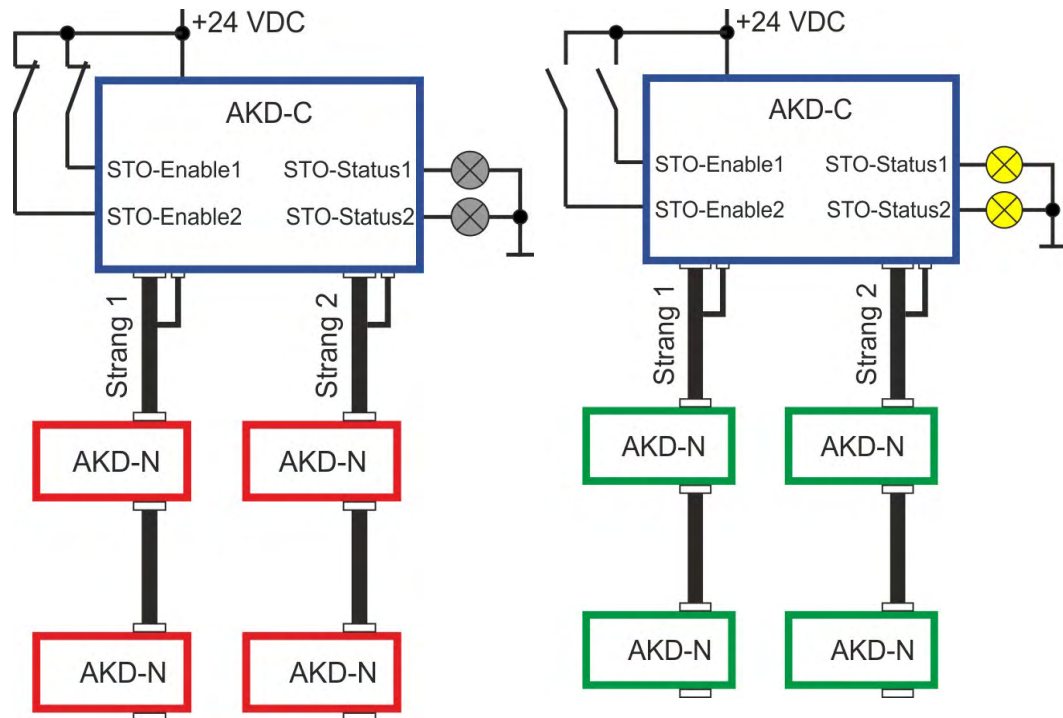 +24 VDC
AKD-C
STO-Enable1 STO-Status1
STO-Enable2 STO-Status2
Strang 1
Strang 2
AKD-N AKD-N
AKD-N AKD-N
+24 VDC
AKD-C
STO-Enable1 STO-Status1
STO-Enable2 STO-Status2
Strang 1
Strang 2
AKD-N AKD-N
AKD-N AKD-N